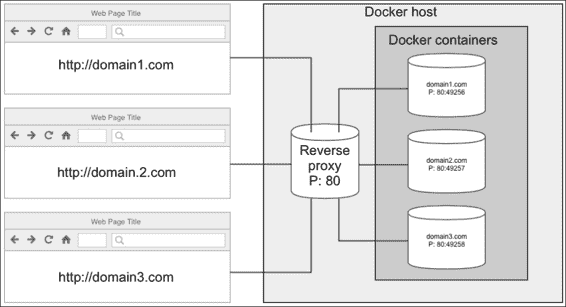 Web Page Title
http://domain1.com
Web Page Title
http://domain.2.com
Web Page Title
http://domain3.com
Docker host
Docker containers
Reverse
proxy
P: 80
domain1.com
P: 80:49256
domain2.com
P: 80:49257
domain3.com
P: 80:49258